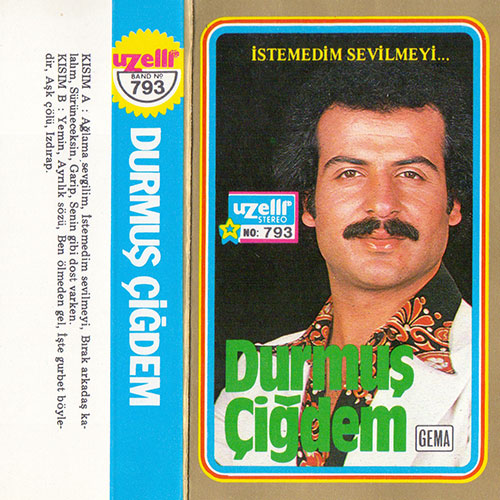 KISIM A : Ağlama sevgilim, İstemedim sevilmeyi, Bırak arkadaş ka-
lalım, Sürüneceksin, Garip, Senin gibi dost varken.
KISIM B : Yemin, Ayrılık sözü, Ben ölmeden gel, İşte gurbet böyle-
dir, Aşk çölü, Izdırap.
uzelli
BAND No
793
DURMUŞ ÇİĞDEM
İSTEMEDİM SEVİLMEYİ...
uzelli
STEREO
NO: 793
Durmuş
Çiğdem
GEMA